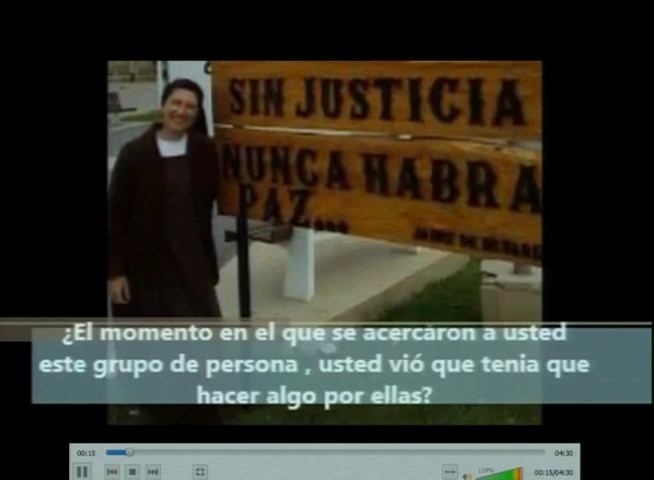 SIN JUSTICIA
NUNCA HABRA
PAZ...
¿El momento en el que se acercaron a usted
este grupo de persona , usted vió que tenia que
hacer algo por ellas?
00:15
04:30
119%
00:15/04:30